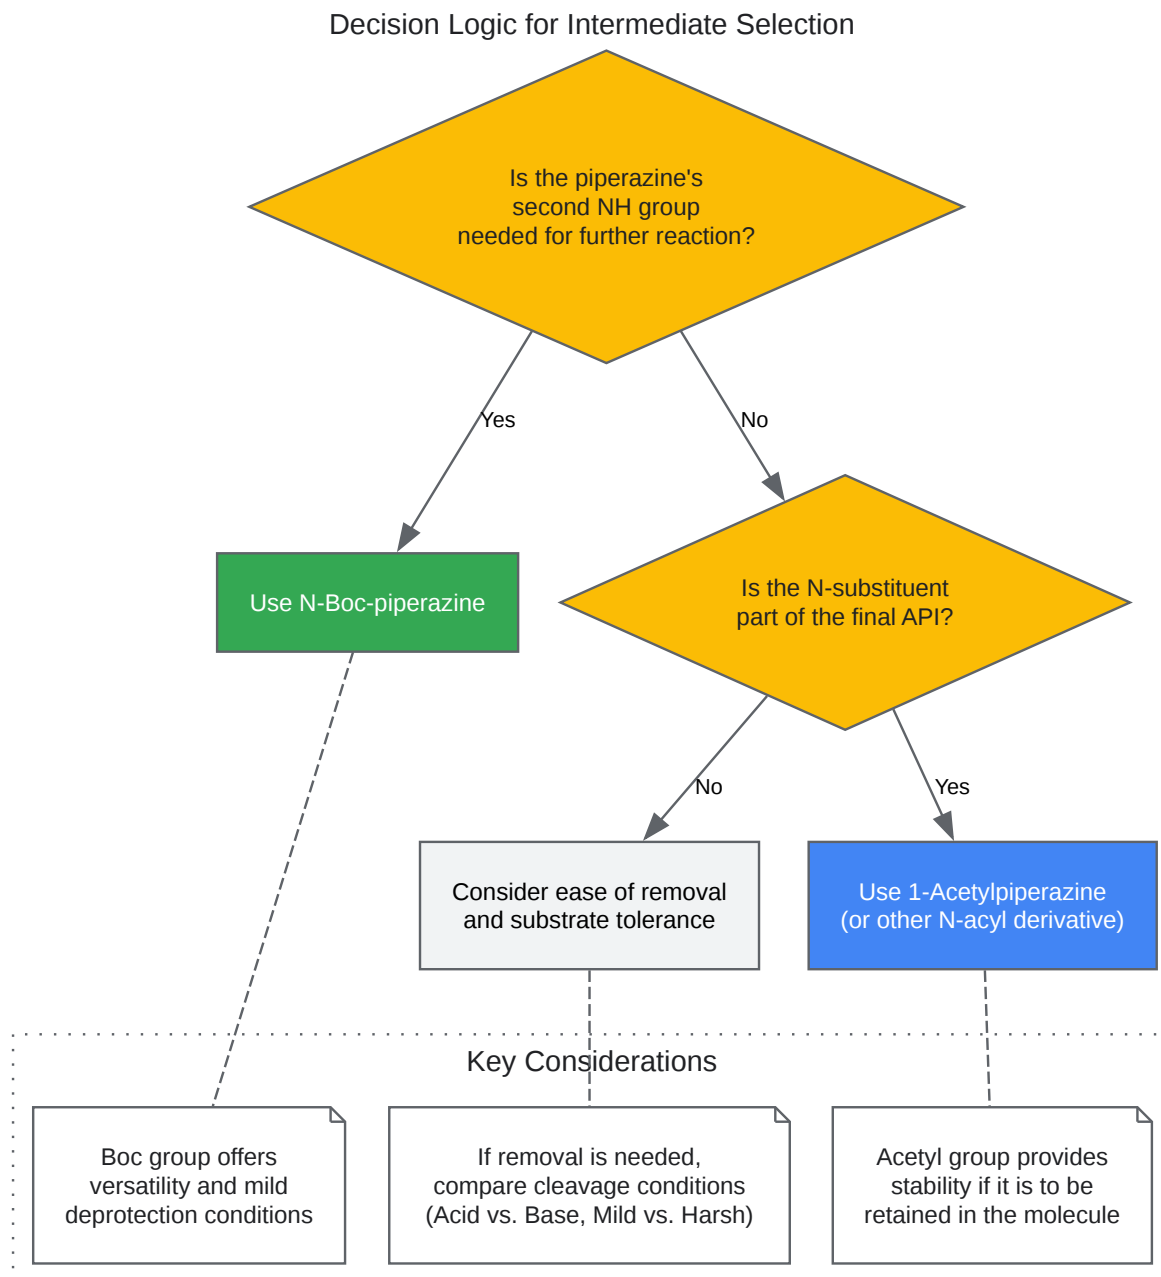 Decision Logic for Intermediate Selection
Is the piperazine's
second NH group
needed for further reaction?
Yes
No
Use N-Boc-piperazine
Is the N-substituent
part of the final API?
No
Yes
Consider ease of removal
and substrate tolerance
Use 1-Acetylpiperazine
(or other N-acyl derivative)
Key Considerations
Boc group offers
versatility and mild
deprotection conditions
If removal is needed,
compare cleavage conditions
(Acid vs. Base, Mild vs. Harsh)
Acetyl group provides
stability if it is to be
retained in the molecule